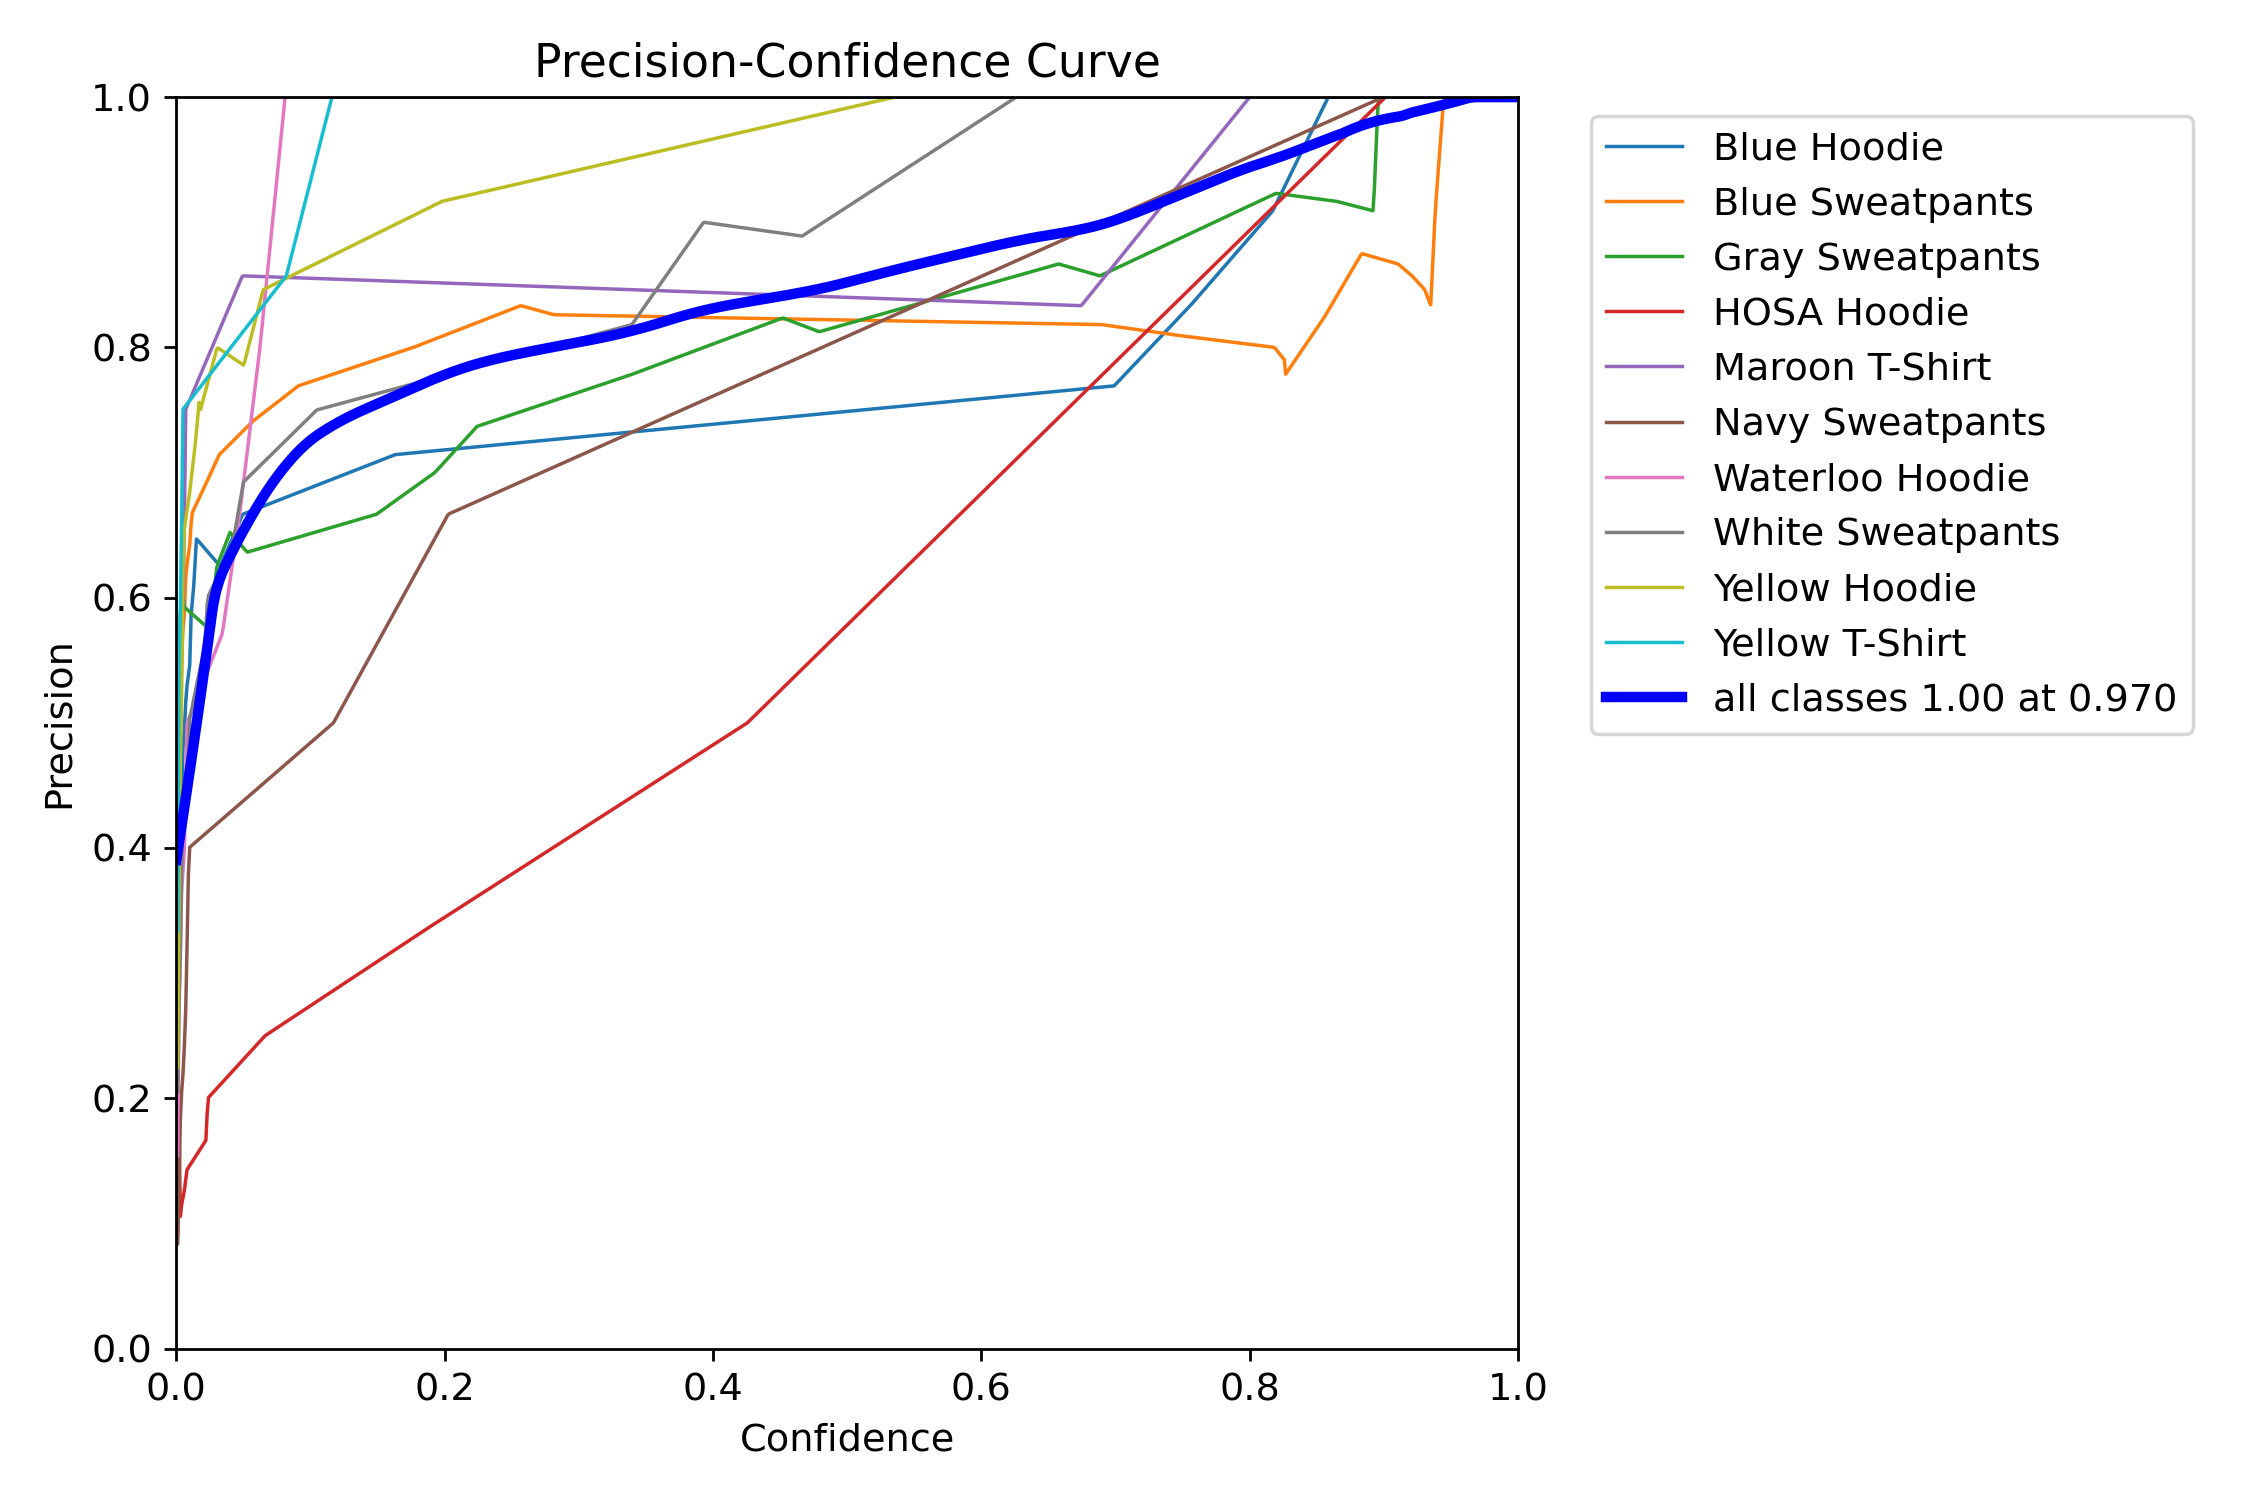 Precision-Confidence Curve
1.0
0.8
0.6
0.4
0.2
0.0
Precision
0.0 0.2 0.4 0.6 0.8 1.0
Confidence
Blue Hoodie
Blue Sweatpants
Gray Sweatpants
HOSA Hoodie
Maroon T-Shirt
Navy Sweatpants
Waterloo Hoodie
White Sweatpants
Yellow Hoodie
Yellow T-Shirt
all classes 1.00 at 0.970